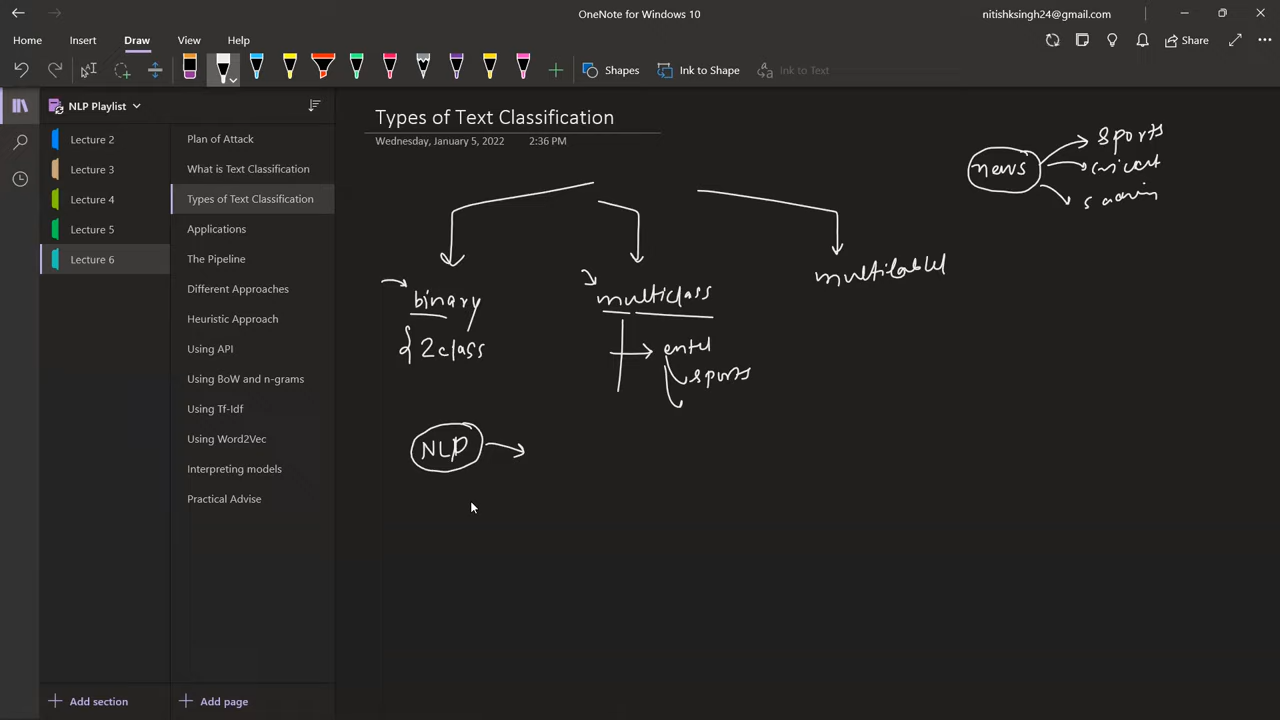 OneNote for Windows 10
nitishksingh24@gmail.com
Home Insert Draw View Help
Share
Shapes Ink to Shape Ink to Text
NLP Playlist
Lecture 2
Lecture 3
Lecture 4
Lecture 5
Lecture 6
Plan of Attack
What is Text Classification
Types of Text Classification
Applications
The Pipeline
Different Approaches
Heuristic Approach
Using API
Using BoW and n-grams
Using Tf-Idf
Using Word2Vec
Interpreting models
Practical Advise
Add section
Add page
Types of Text Classification
Wednesday, January 5, 2022 2:36 PM
news
sports
binary
2 class
multiclass
entel
sports
multilabel
NLP